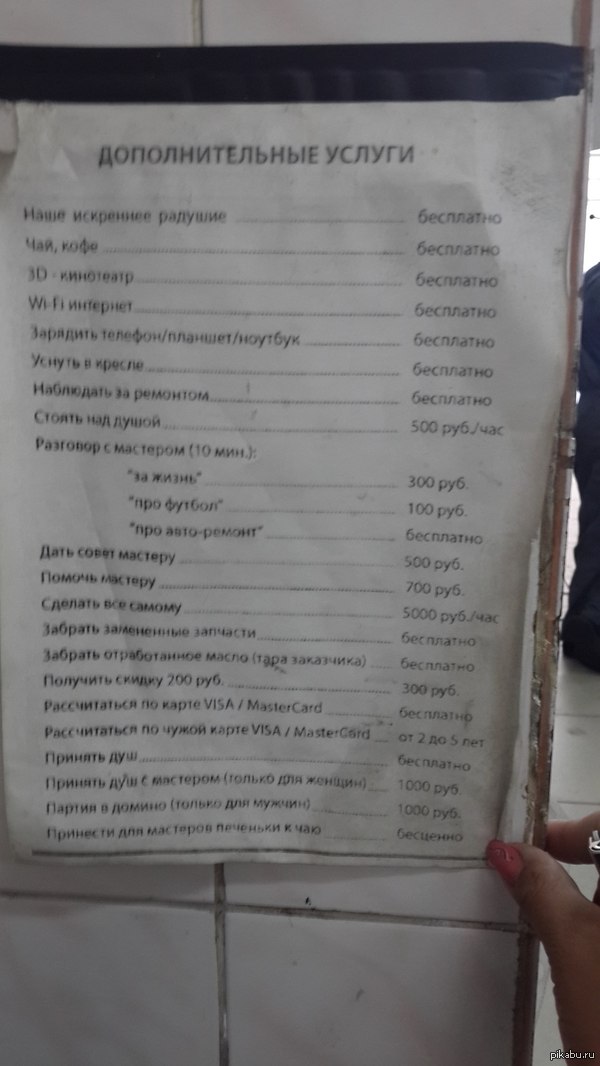 ДОПОЛНИТЕЛЬНЫЕ УСЛУГИ
Наше искреннее радушие бесплатно
Чай, кофе бесплатно
3D - кинотеатр бесплатно
Wi-Fi интернет бесплатно
Зарядить телефон/планшет/ноутбук бесплатно
Уснуть в кресле бесплатно
Наблюдать за ремонтом бесплатно
Стоять над душой 500 руб./час
Разговор с мастером (10 мин.):
"за жизнь" 300 руб.
"про футбол" 100 руб.
"про авто-ремонт" бесплатно
Дать совет мастеру 500 руб.
Помочь мастеру 700 руб.
Сделать все самому 5000 руб./час
Забрать замененные запчасти бесплатно
Забрать отработанное масло (тара заказчика) бесплатно
Получить скидку 200 руб. 300 руб.
Рассчитаться по карте VISA / MasterCard бесплатно
Рассчитаться по чужой карте VISA / MasterCard от 2 до 5 лет
Принять душ бесплатно
Принять душ с мастером (только для женщин) 1000 руб.
Партия в домино (только для мужчин) 1000 руб.
Принести для мастеров печеньки к чаю бесценно
pikabu.ru